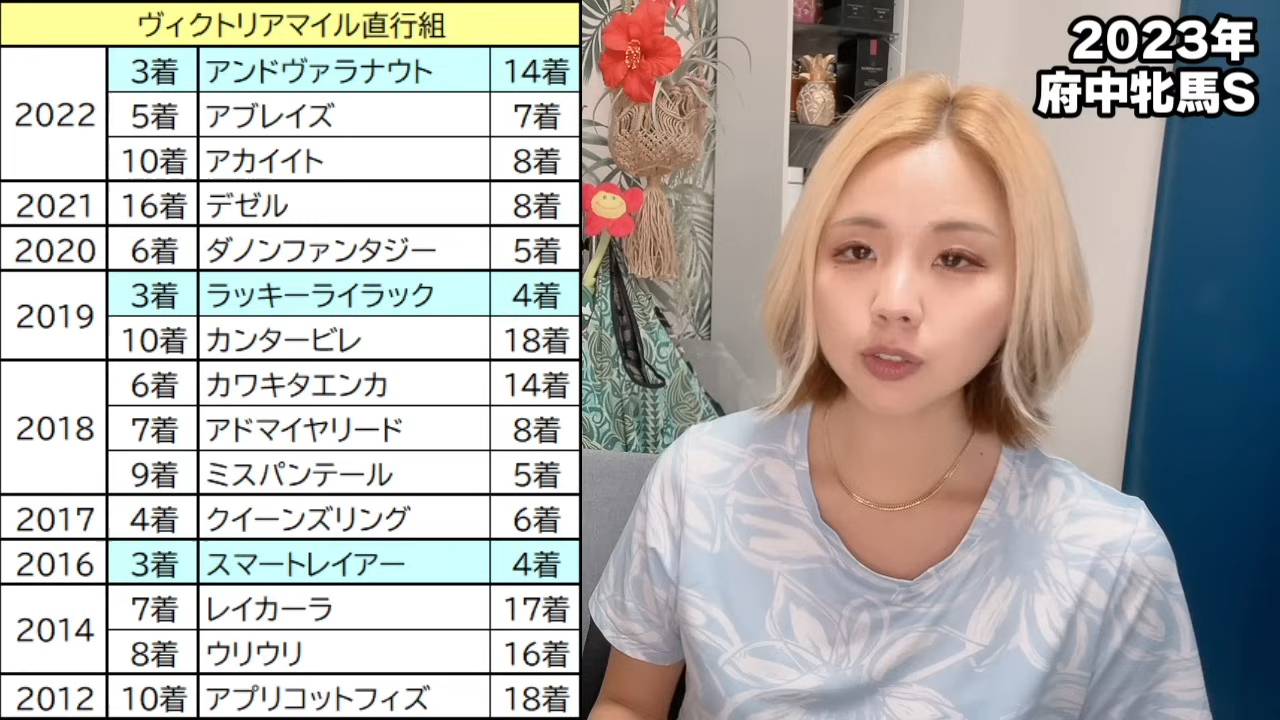 ヴィクトリアマイル直行組
2022
3着 アンドヴァラナウト 14着
5着 アブレイズ 7着
10着 アカイイト 8着
2021 16着 デゼル 8着
2020 6着 ダノンファンタジー 5着
2019
3着 ラッキーライラック 4着
10着 カンタービレ 18着
2018
6着 カワキタエンカ 14着
7着 アドマイヤリード 8着
9着 ミスパンテール 5着
2017 4着 クイーンズリング 6着
2016 3着 スマートレイアー 4着
2014
7着 レイカーラ 17着
8着 ウリウリ 16着
2012 10着 アプリコットフィズ 18着
2023年
府中牝馬S